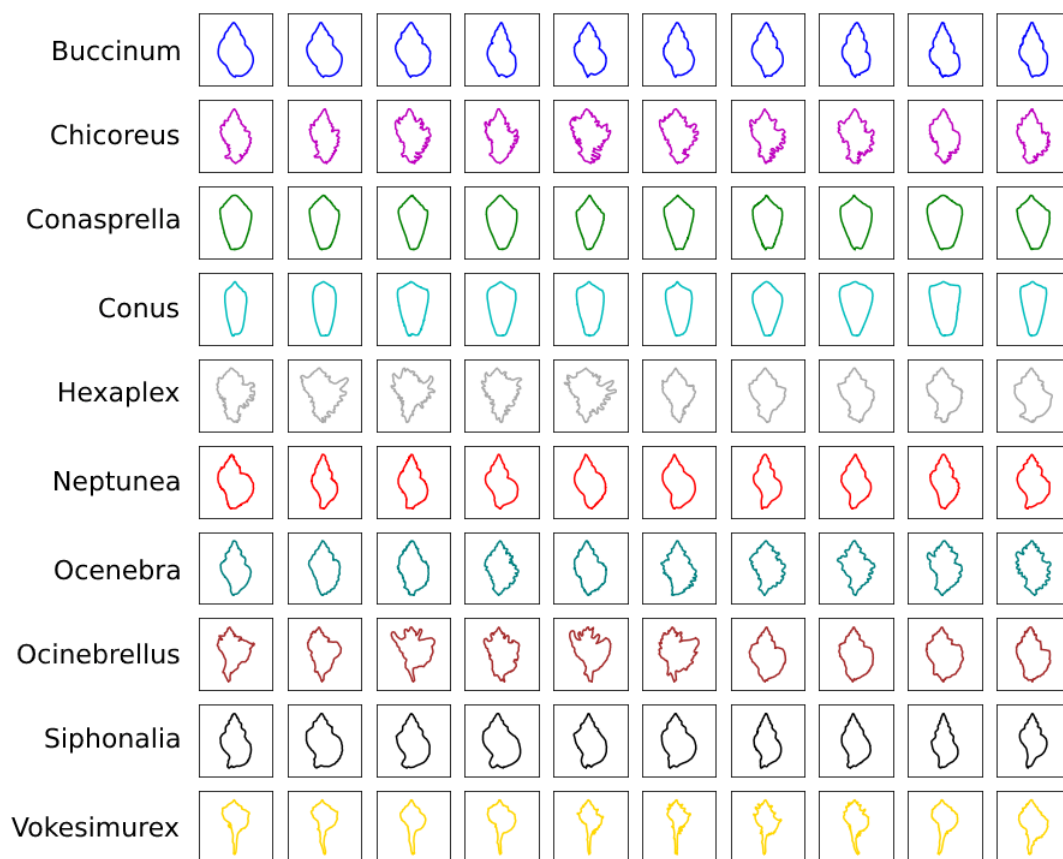 Buccinum
Chicoreus
Conasprella
Conus
Hexaplex
Neptunea
Ocenebra
Ocinebrellus
Siphonalia
Vokesimurex